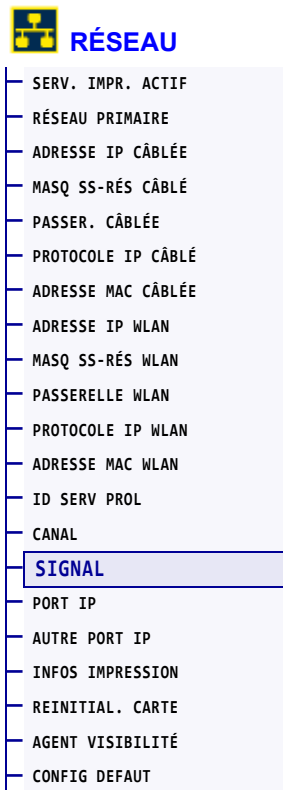 RÉSEAU
SERV. IMPR. ACTIF
RÉSEAU PRIMAIRE
ADRESSE IP CÂBLÉE
MASQ SS-RÉS CÂBLÉ
PASSER. CÂBLÉE
PROTOCOLE IP CÂBLÉ
ADRESSE MAC CÂBLÉE
ADRESSE IP WLAN
MASQ SS-RÉS WLAN
PASSERELLE WLAN
PROTOCOLE IP WLAN
ADRESSE MAC WLAN
ID SERV PROL
CANAL
SIGNAL
PORT IP
AUTRE PORT IP
INFOS IMPRESSION
REINITIAL. CARTE
AGENT VISIBILITÉ
CONFIG DEFAUT